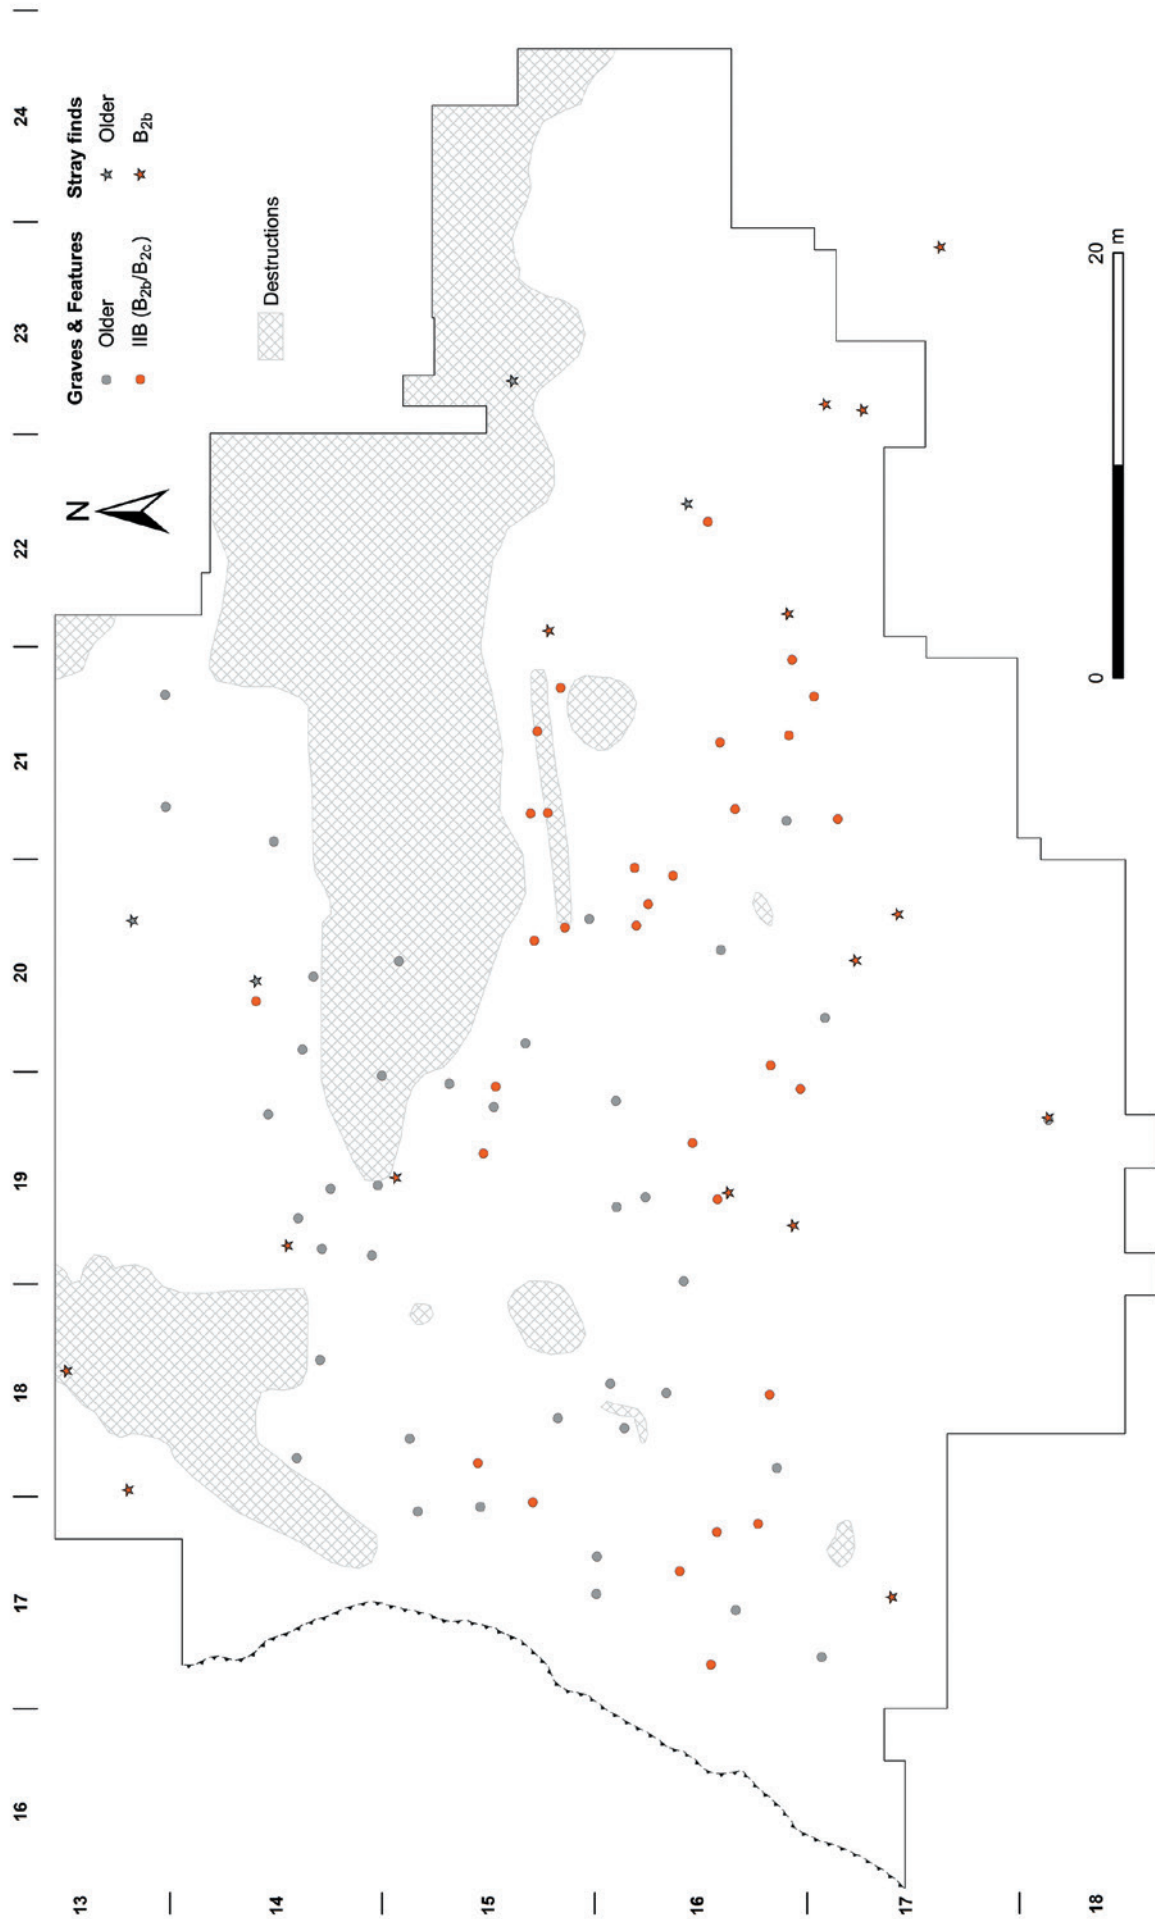 16 17 18 19 20 21 22 23 24
13
14
15
16
17
18
N
Graves & Features Stray finds
Older Older
IIB (B2b/B2c) B2b
Destructions
0 20 m